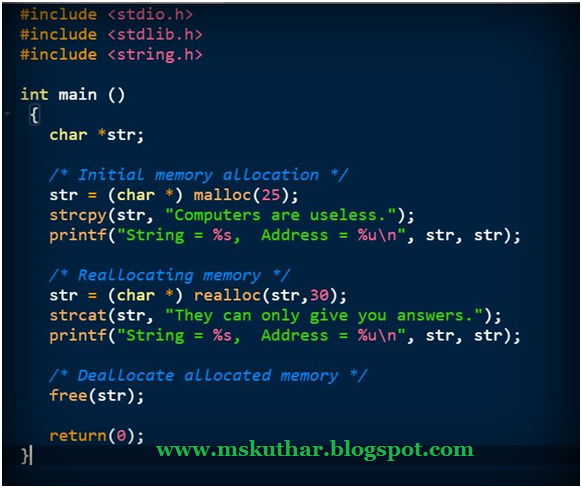 #include <stdio.h>
#include <stdlib.h>
#include <string.h>
int main ()
{
char *str;
/* Initial memory allocation */
str = (char *) malloc(25);
strcpy(str, "Computers are useless.");
printf("String = %s,  Address = %u\n", str, str);
/* Reallocating memory */
str = (char *) realloc(str,30);
strcat(str, "They can only give you answers.");
printf("String = %s,  Address = %u\n", str, str);
/* Deallocate allocated memory */
free(str);
return(0);
}
www.mskuthar.blogspot.com